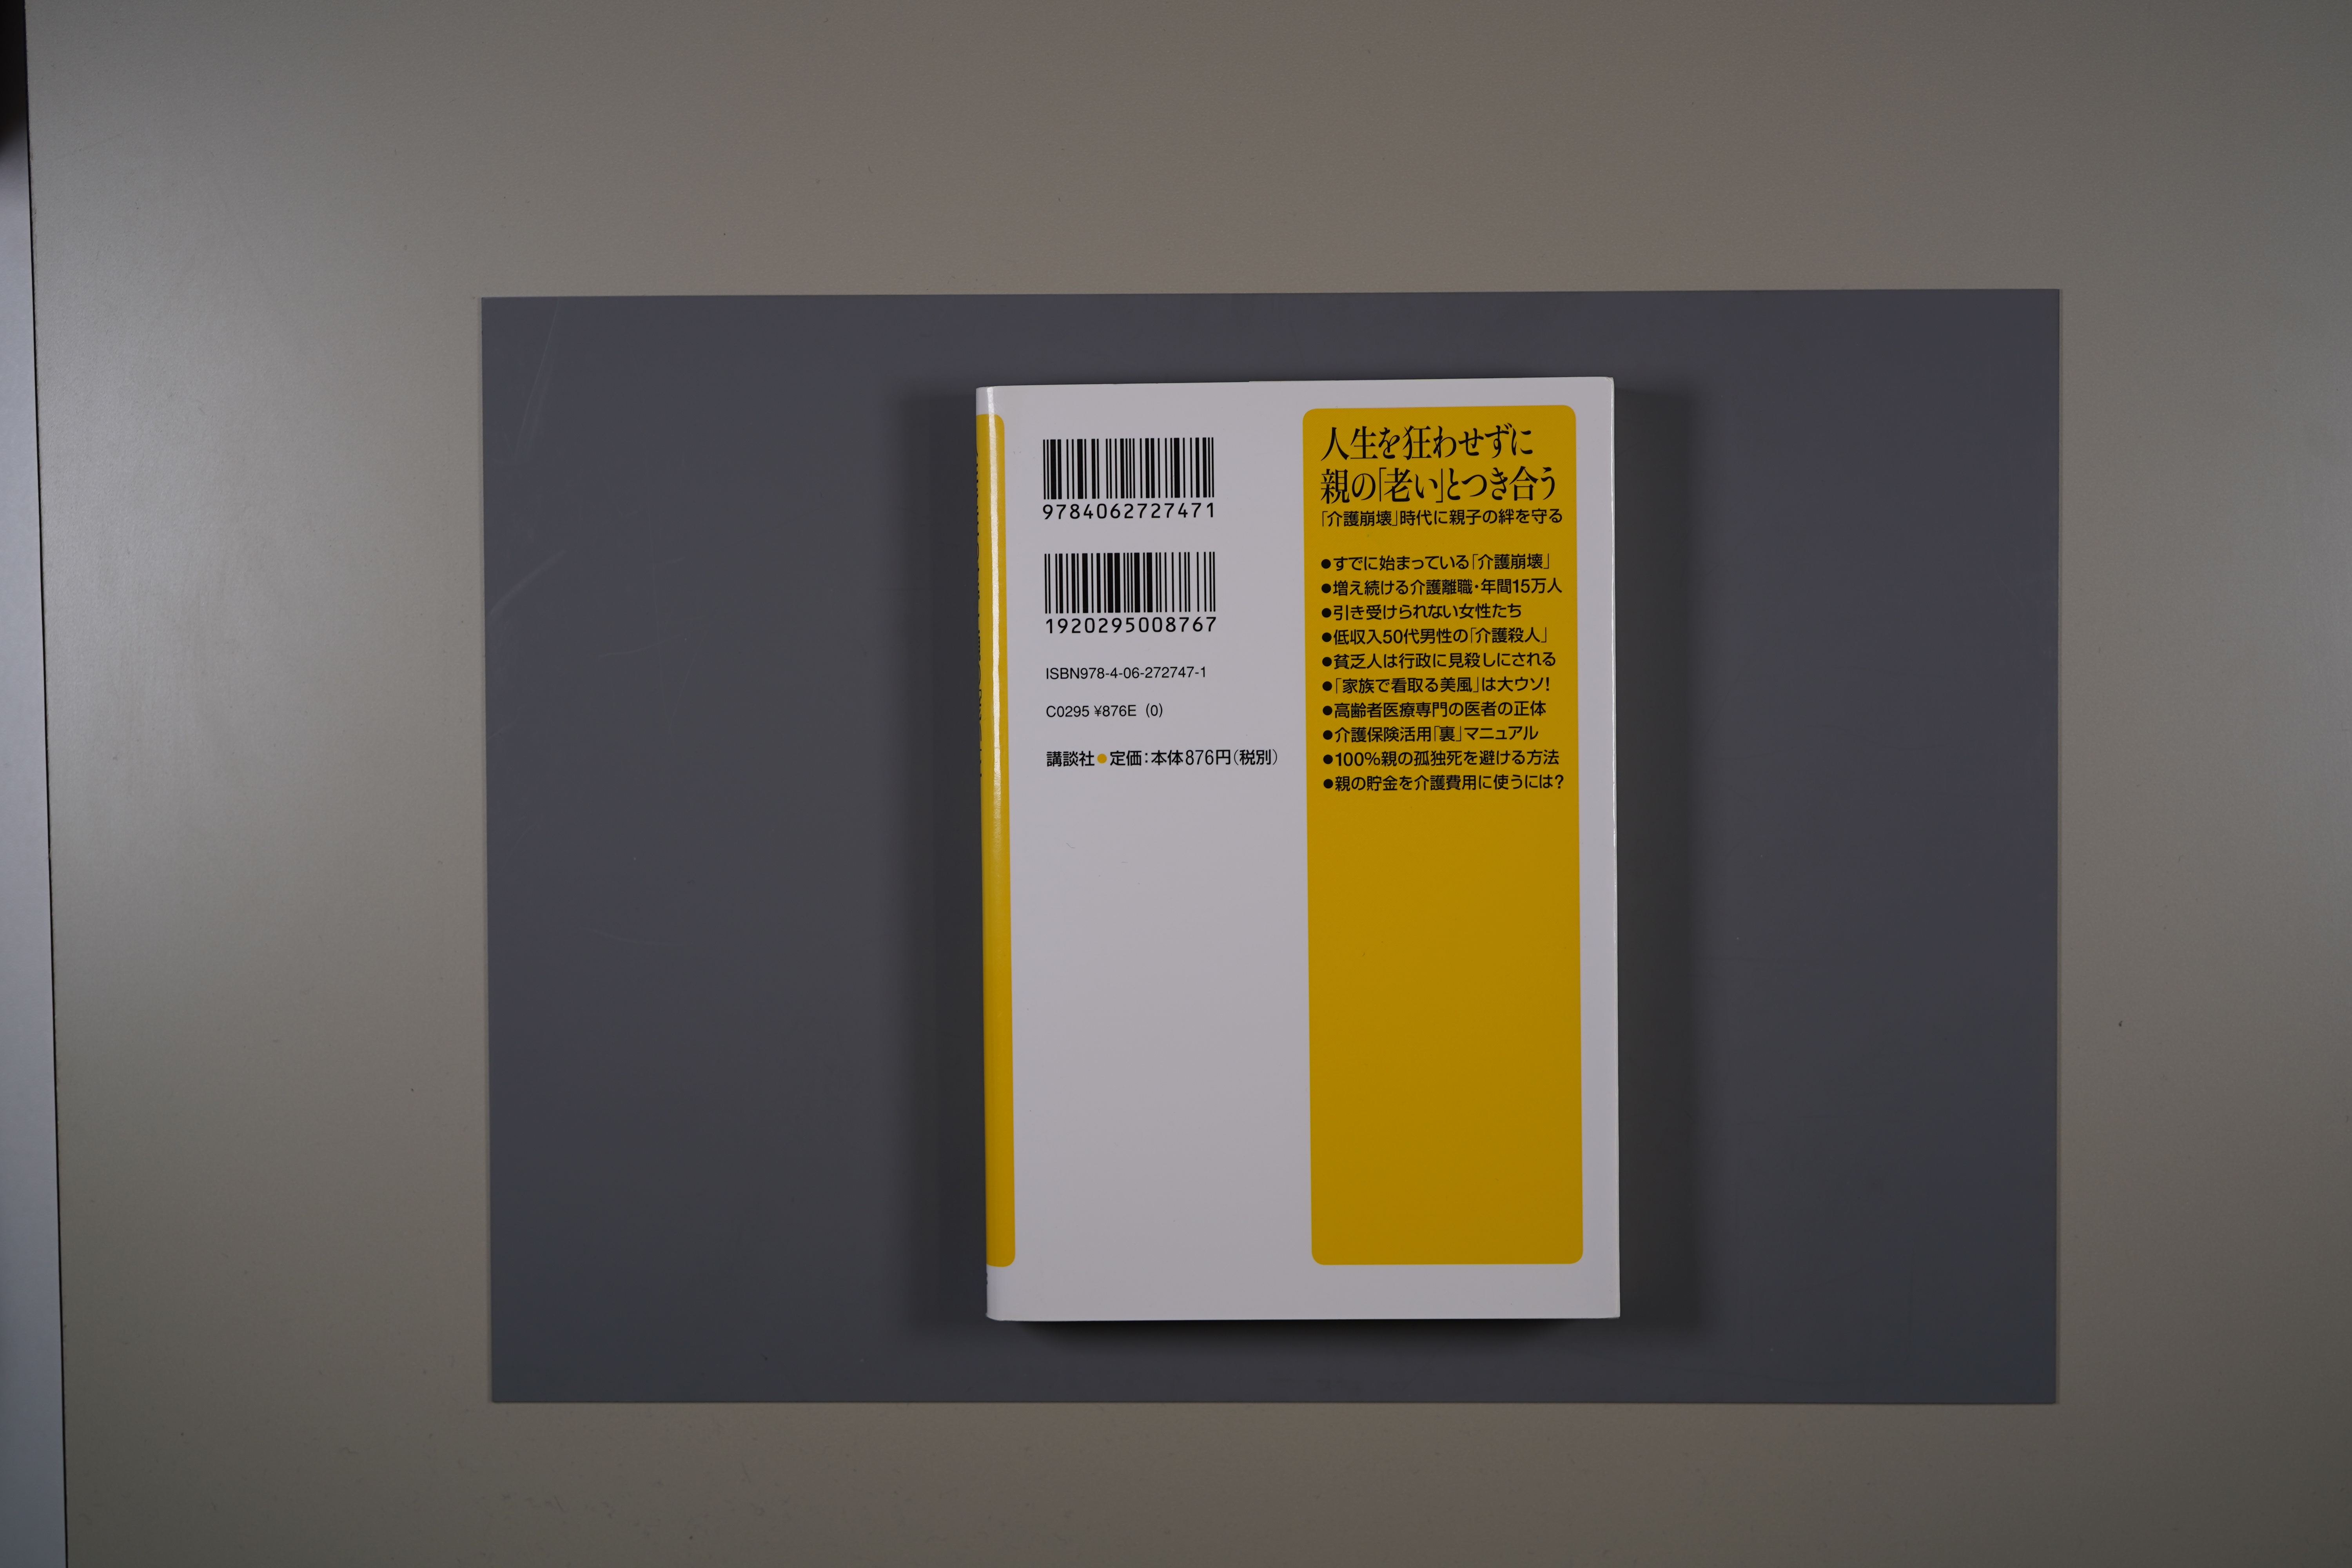 9784062727471
1920295008767
ISBN978-4-06-272747-1
C0295 ¥876E (0)
講談社●定価:本体876円(税別)
人生を狂わせずに
親の「老い」とつき合う
「介護崩壊」時代に親子の絆を守る
●すでに始まっている「介護崩壊」
●増え続ける介護離職・年間15万人
●引き受けられない女性たち
●低収入50代男性の「介護殺人」
●貧乏人は行政に見殺しにされる
●「家族で看取る美風」は大ウソ!
●高齢者医療専門の医者の正体
●介護保険活用「裏」マニュアル
●100%親の孤独死を避ける方法
●親の貯金を介護費用に使うには?